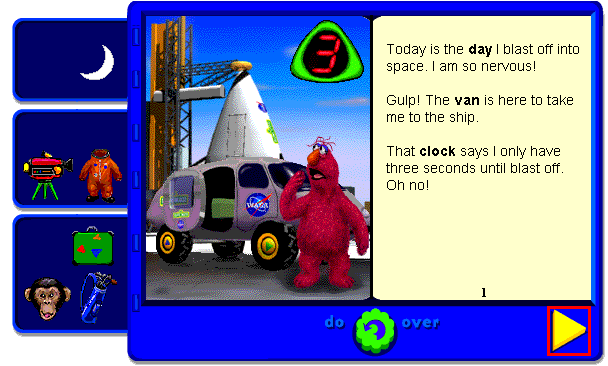 3
Today is the day I blast off into
space. I am so nervous!
Gulp! The van is here to take
me to the ship.
That clock says I only have
three seconds until blast off.
Oh no!
1
do over